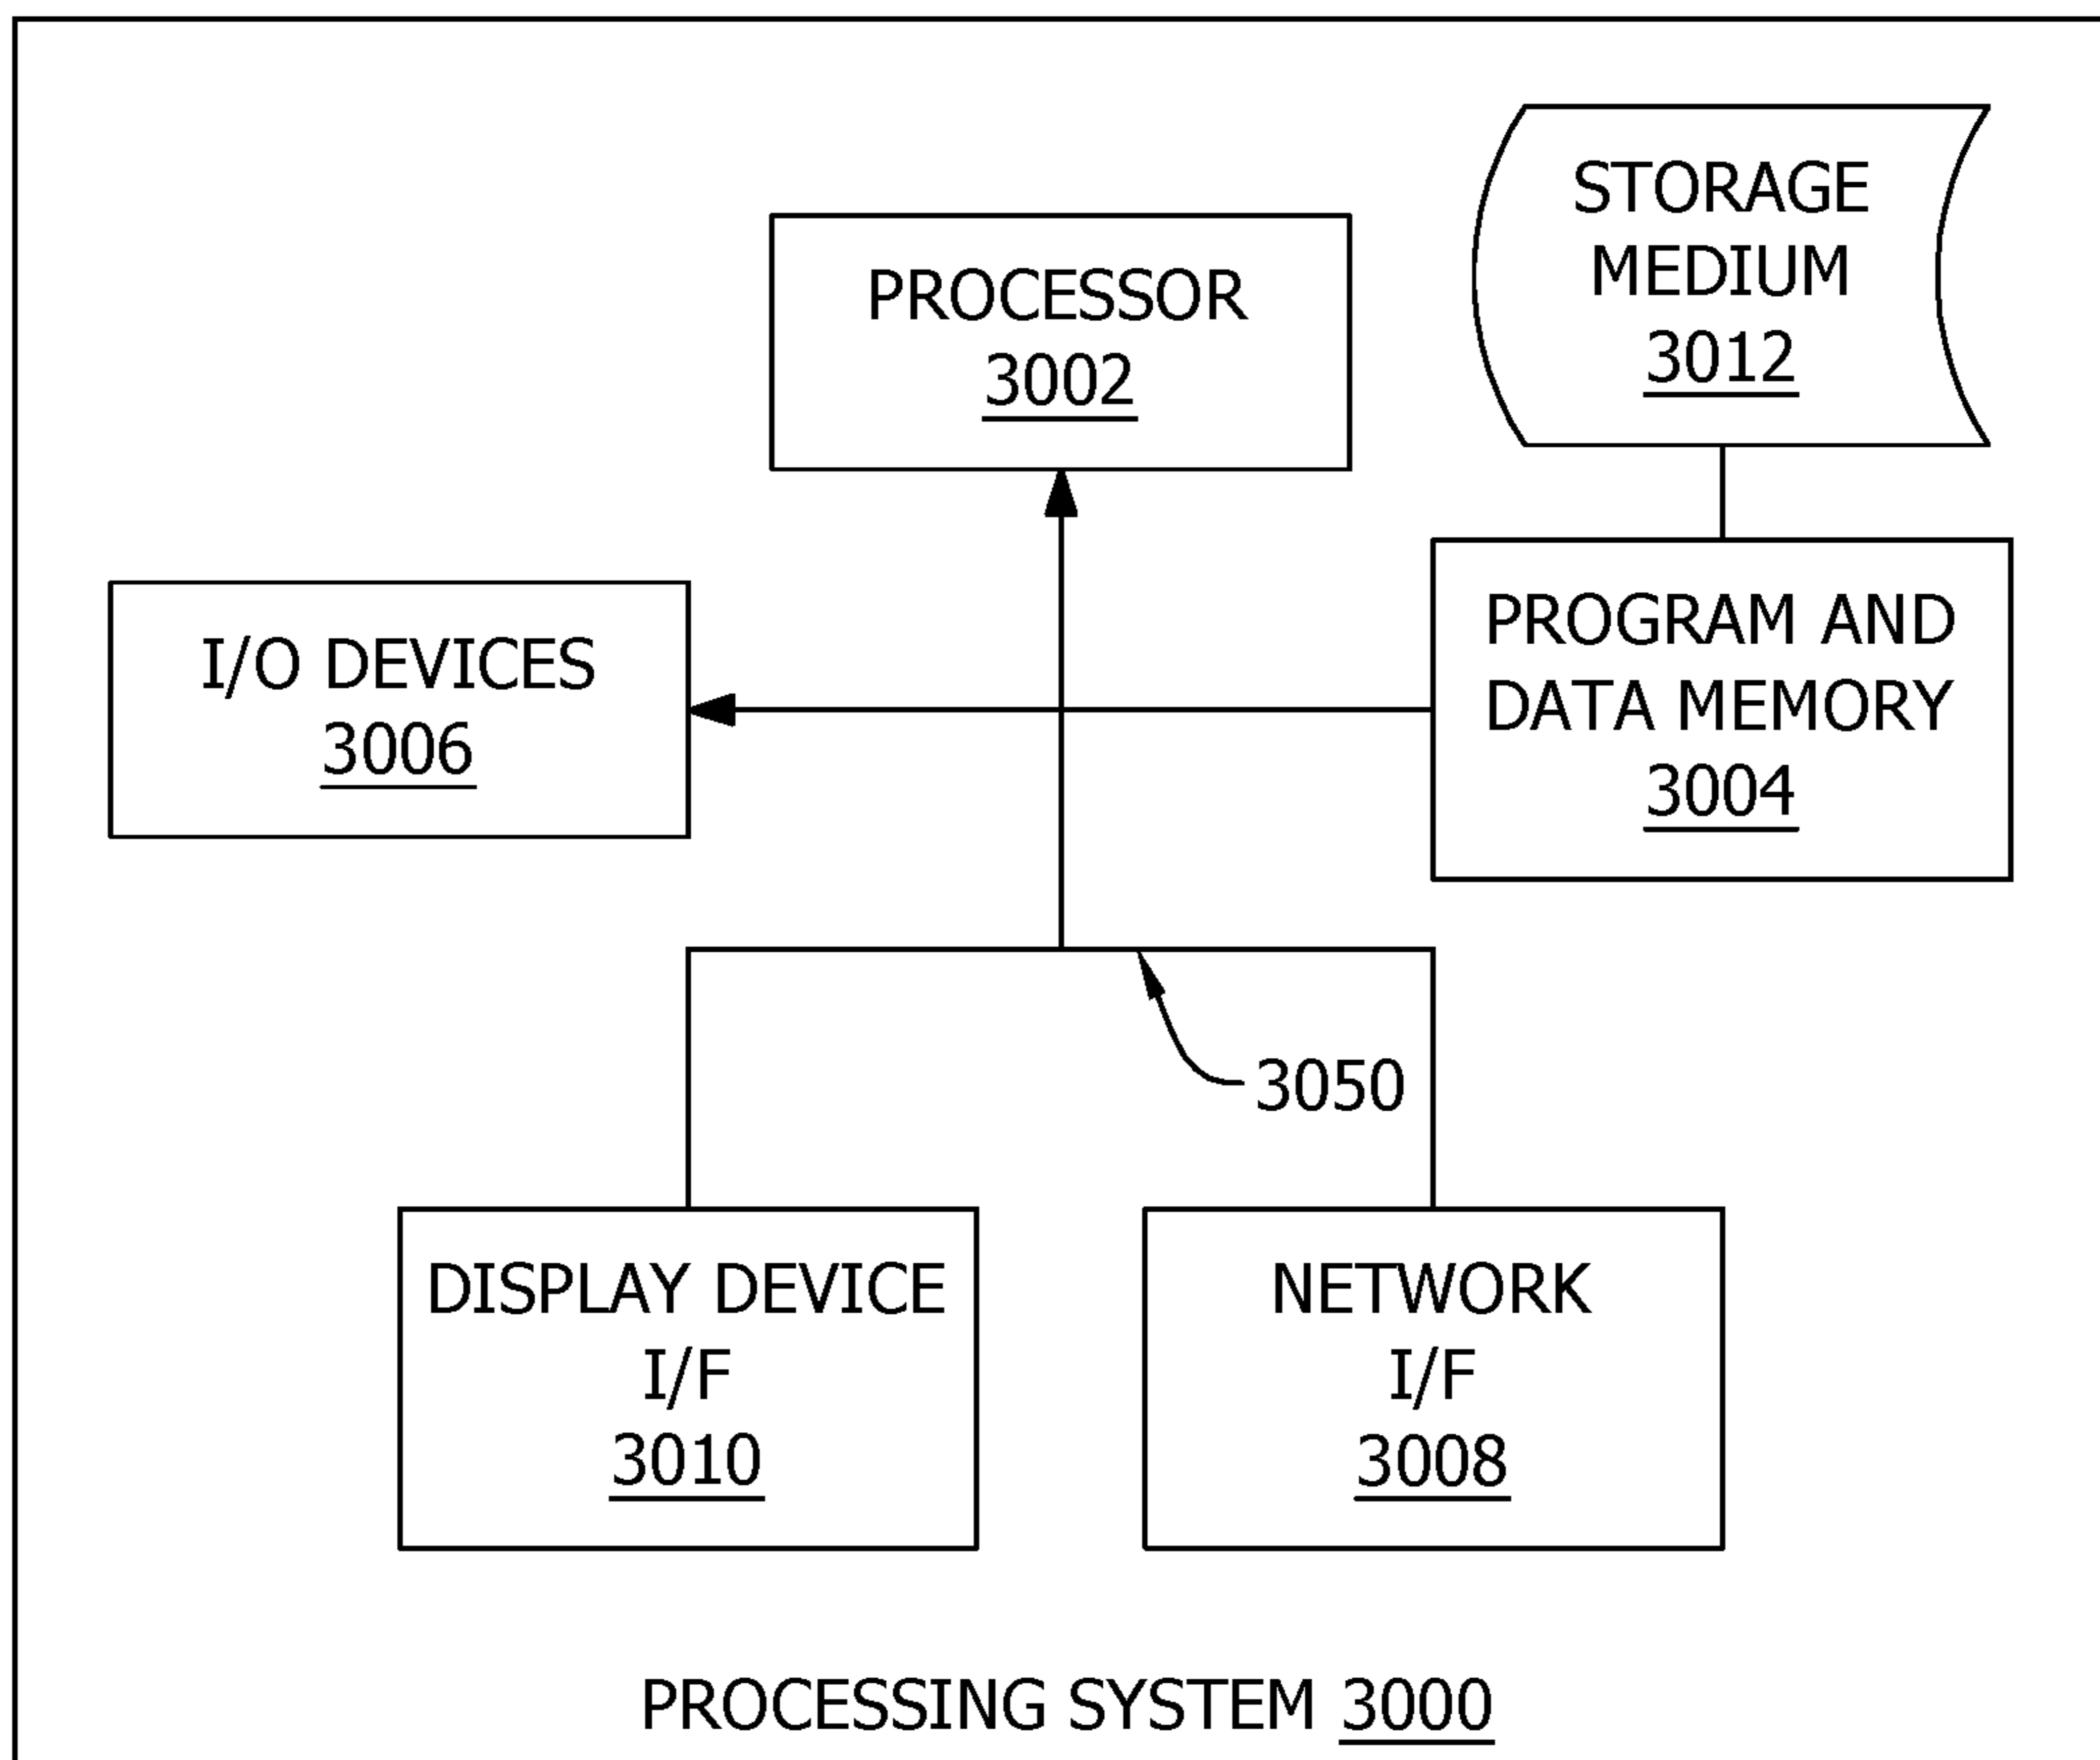 STORAGE
MEDIUM
3012
PROCESSOR
3002
I/O DEVICES
3006
PROGRAM AND
DATA MEMORY
3004
3050
DISPLAY DEVICE
I/F
3010
NETWORK
I/F
3008
PROCESSING SYSTEM 3000